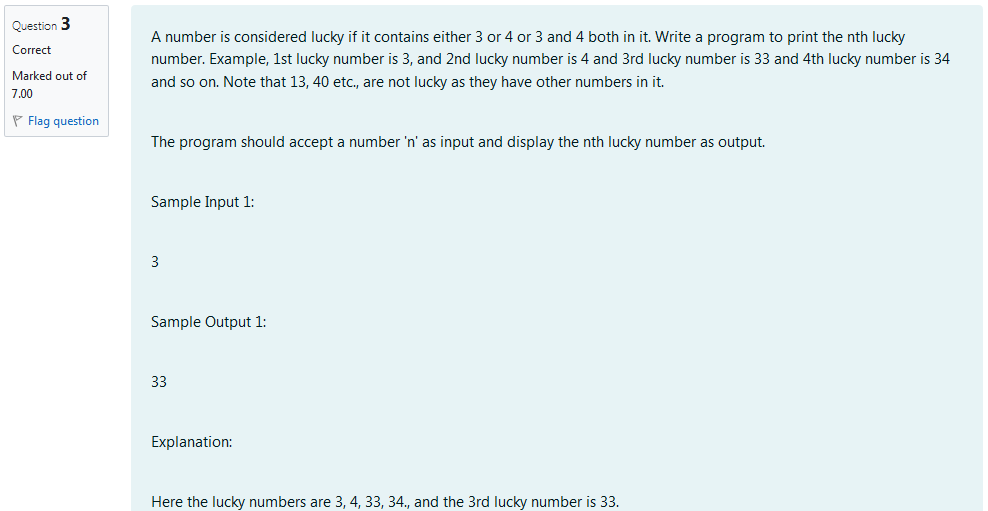 Question 3
Correct
Marked out of
7.00
Flag question
A number is considered lucky if it contains either 3 or 4 or 3 and 4 both in it. Write a program to print the nth lucky
number. Example, 1st lucky number is 3, and 2nd lucky number is 4 and 3rd lucky number is 33 and 4th lucky number is 34
and so on. Note that 13, 40 etc., are not lucky as they have other numbers in it.
The program should accept a number 'n' as input and display the nth lucky number as output.
Sample Input 1:
3
Sample Output 1:
33
Explanation:
Here the lucky numbers are 3, 4, 33, 34., and the 3rd lucky number is 33.